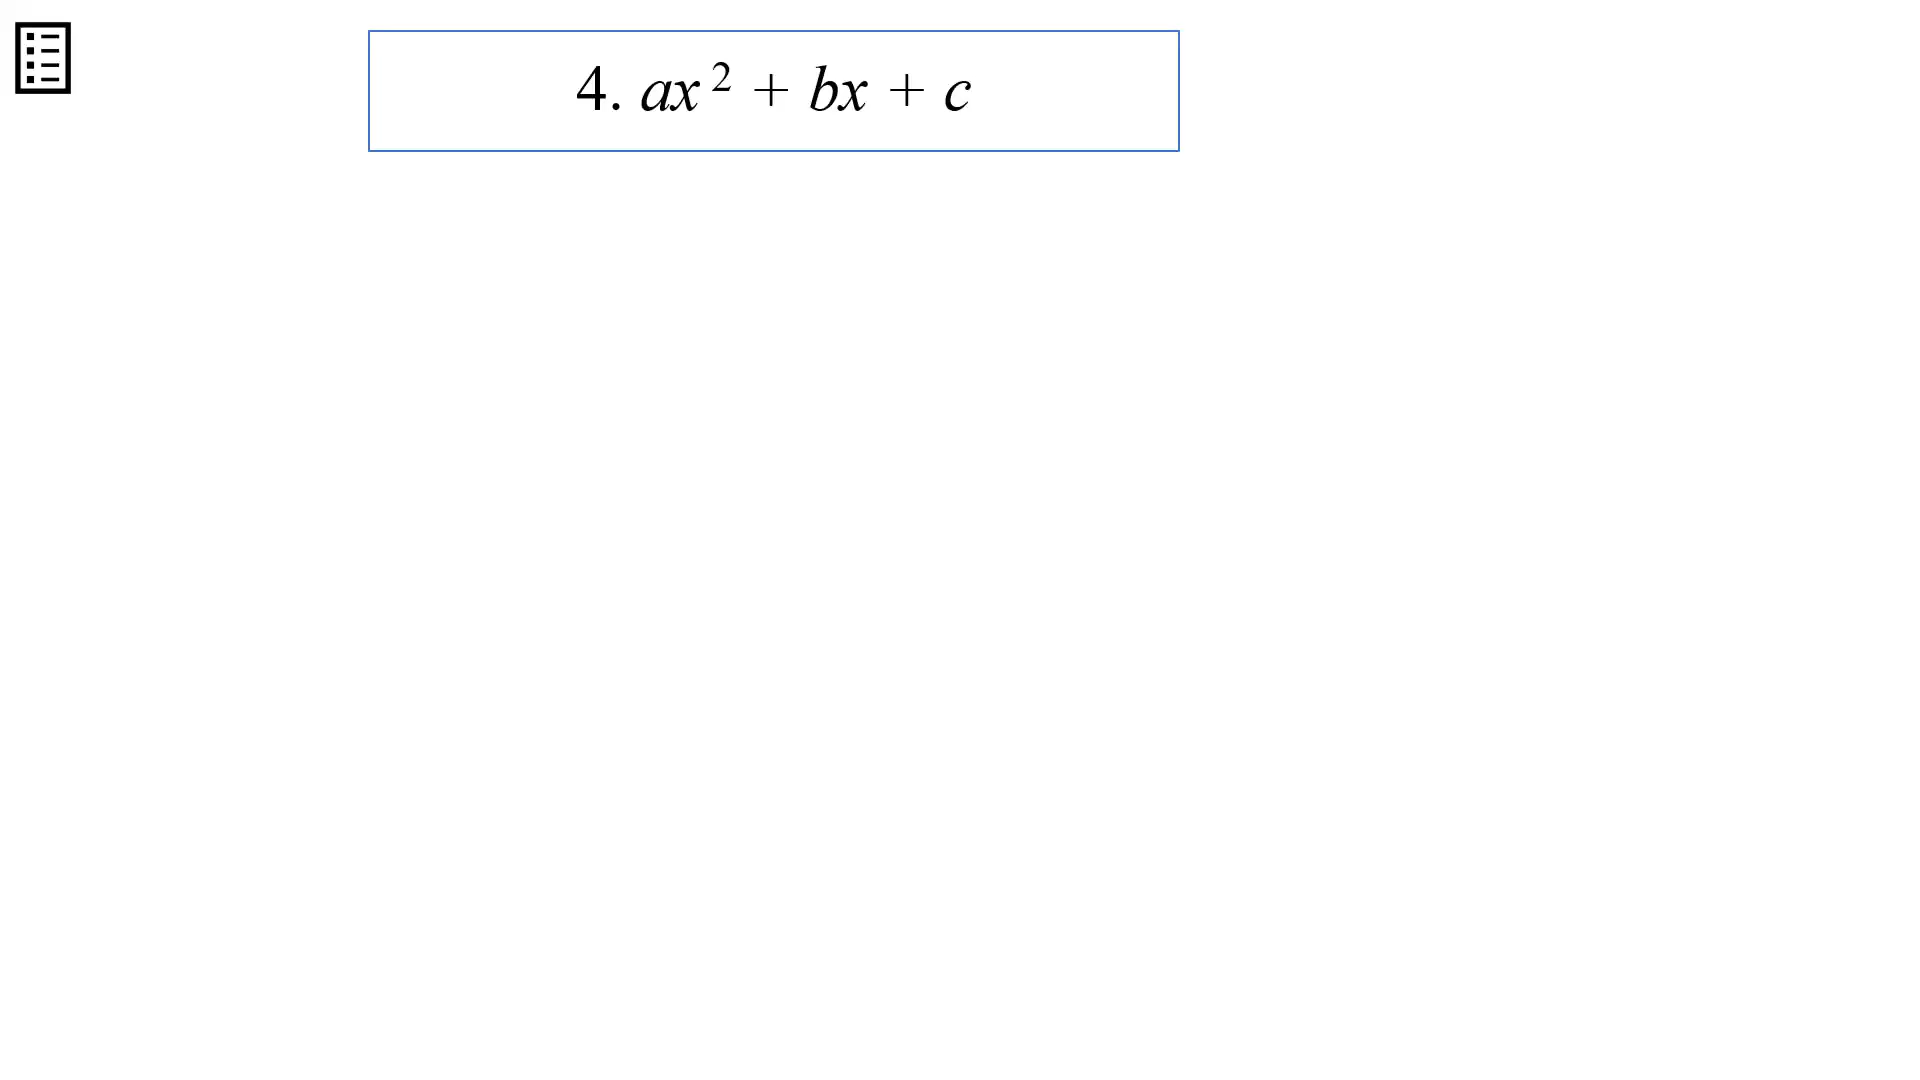 4. ax² + bx + c